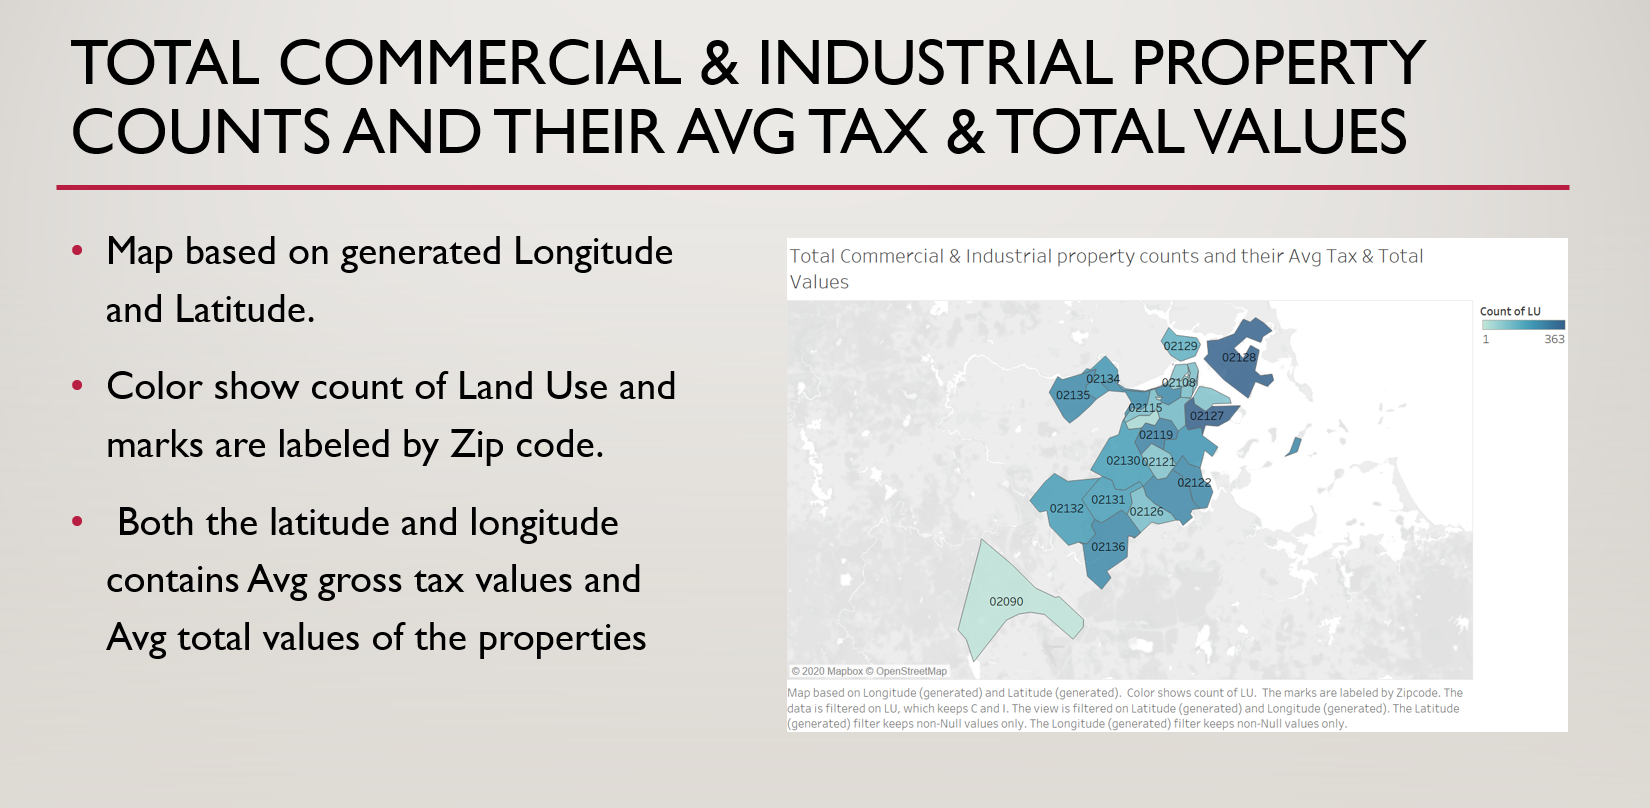 TOTAL COMMERCIAL & INDUSTRIAL PROPERTY
COUNTS AND THEIR AVG TAX & TOTAL VALUES
• Map based on generated Longitude
and Latitude.
• Color show count of Land Use and
marks are labeled by Zip code.
• Both the latitude and longitude
contains Avg gross tax values and
Avg total values of the properties
Total Commercial & Industrial property counts and their Avg Tax & Total
Values
Count of LU
1 363
02129
02128
02134
02108
02135
02115
02127
02119
02130
02121
02122
02131
02132
02126
02136
02090
© 2020 Mapbox © OpenStreetMap
Map based on Longitude (generated) and Latitude (generated). Color shows count of LU. The marks are labeled by Zipcode. The
data is filtered on LU, which keeps C and I. The view is filtered on Latitude (generated) and Longitude (generated). The Latitude
(generated) filter keeps non-Null values only. The Longitude (generated) filter keeps non-Null values only.